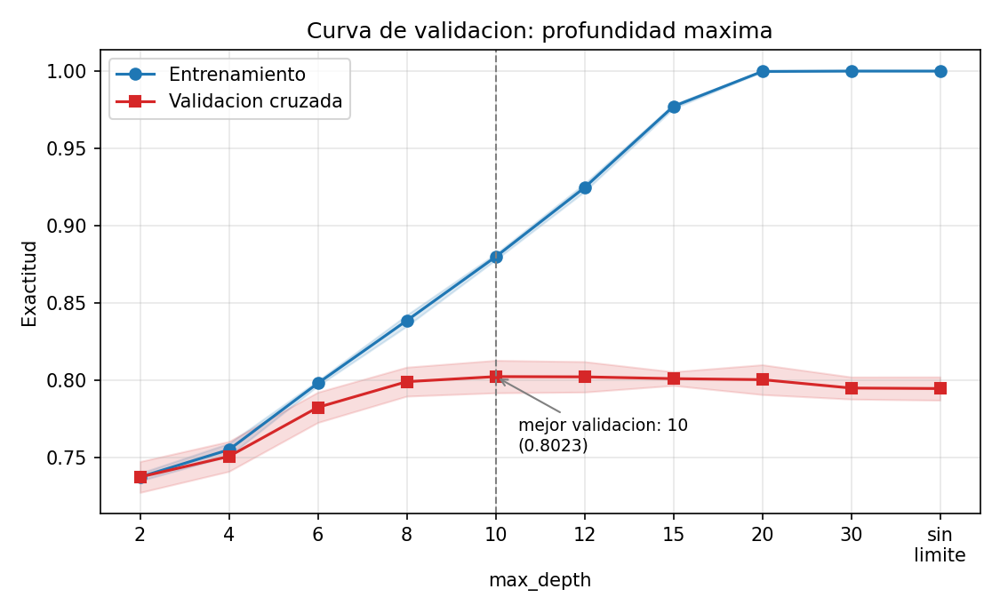 Curva de validacion: profundidad maxima
Entrenamiento
Validacion cruzada
Exactitud
1.00
0.95
0.90
0.85
0.80
0.75
mejor validacion: 10
(0.8023)
2 4 6 8 10 12 15 20 30 sin
limite
max_depth